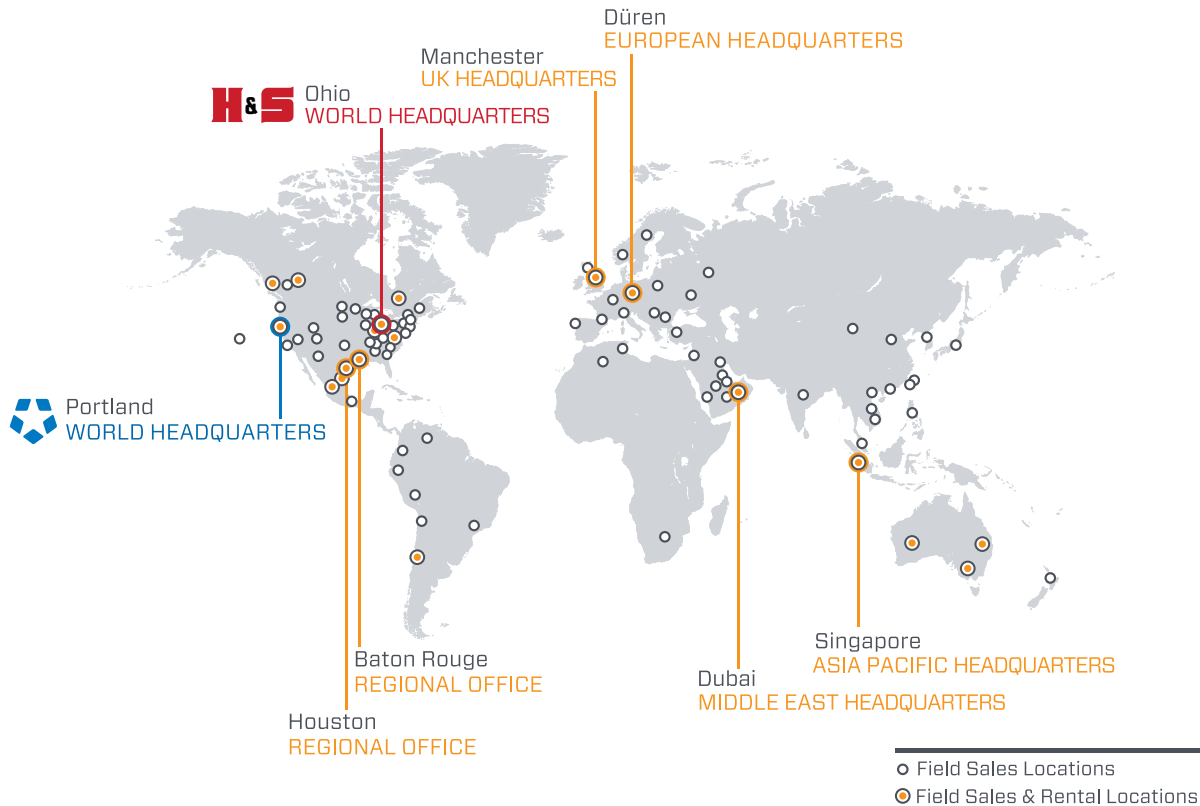 Düren
EUROPEAN HEADQUARTERS
Manchester
UK HEADQUARTERS
H&S
Ohio
WORLD HEADQUARTERS
Portland
WORLD HEADQUARTERS
Singapore
ASIA PACIFIC HEADQUARTERS
Baton Rouge
REGIONAL OFFICE
Dubai
MIDDLE EAST HEADQUARTERS
Houston
REGIONAL OFFICE
Field Sales Locations
Field Sales & Rental Locations